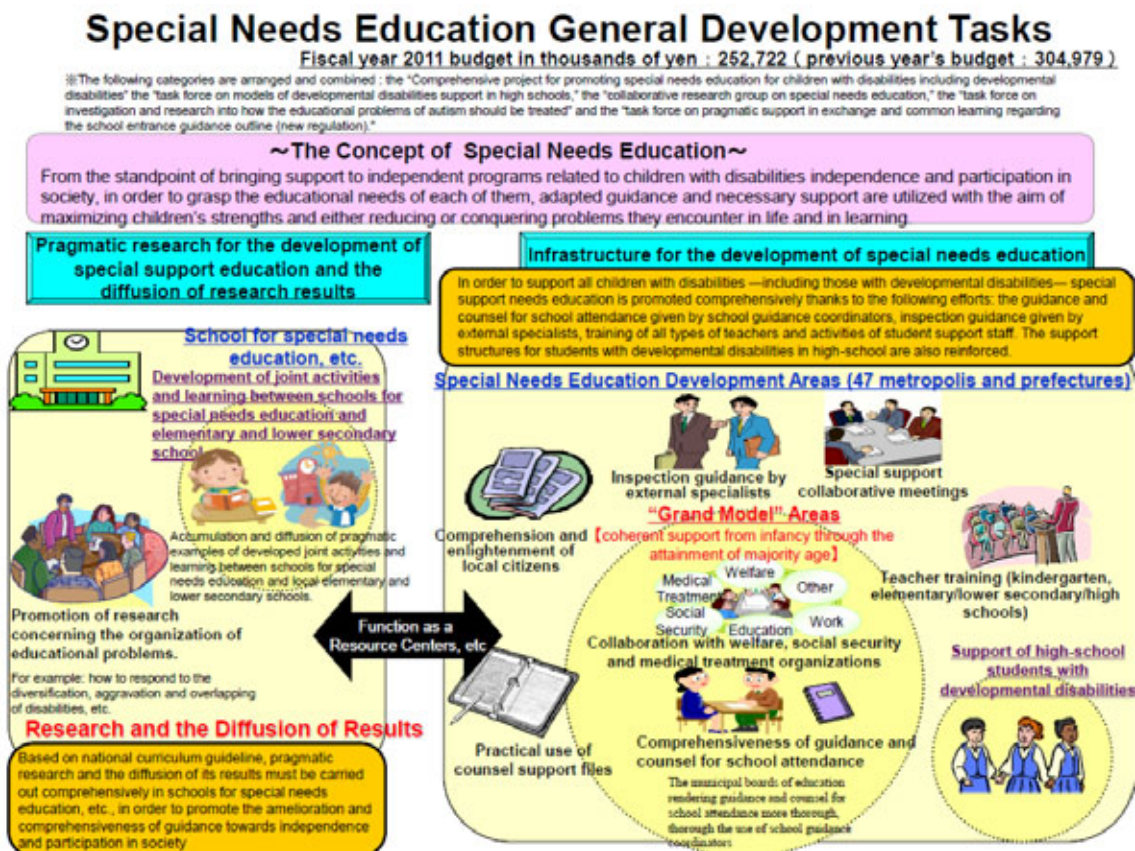 Special Needs Education General Development Tasks
Fiscal year 2011 budget in thousands of yen : 252,722 ( previous year's budget : 304,979 )
※The following categories are arranged and combined : the "Comprehensive project for promoting special needs education for children with disabilities including developmental
disabilities" the "task force on models of developmental disabilities support in high schools," the "collaborative research group on special needs education," the "task force on
investigation and research into how the educational problems of autism should be treated" and the "task force on pragmatic support in exchange and common learning regarding
the school entrance guidance outline (new regulation)."
～The Concept of Special Needs Education～
From the standpoint of bringing support to independent programs related to children with disabilities independence and participation in
society, in order to grasp the educational needs of each of them, adapted guidance and necessary support are utilized with the aim of
maximizing children's strengths and either reducing or conquering problems they encounter in life and in learning.
Pragmatic research for the development of
special support education and the
diffusion of research results
School for special needs
education, etc.
Development of joint activities
and learning between schools for
special needs education and
elementary and lower secondary
school
Accumulation and diffusion of pragmatic
examples of developed joint activities and
learning between schools for special
needs education and local elementary and
lower secondary schools.
Promotion of research
concerning the organization of
educational problems.
For example: how to respond to the
diversification, aggravation and overlapping
of disabilities, etc.
Research and the Diffusion of Results
Based on national curriculum guideline, pragmatic
research and the diffusion of its results must be carried
out comprehensively in schools for special needs
education, etc., in order to promote the amelioration and
comprehensiveness of guidance towards independence
and participation in society
Function as a
Resource Centers, etc
Infrastructure for the development of special needs education
In order to support all children with disabilities —including those with developmental disabilities— special
support needs education is promoted comprehensively thanks to the following efforts: the guidance and
counsel for school attendance given by school guidance coordinators, inspection guidance given by
external specialists, training of all types of teachers and activities of student support staff. The support
structures for students with developmental disabilities in high-school are also reinforced.
Special Needs Education Development Areas (47 metropolis and prefectures)
Inspection guidance by
external specialists
Special support
collaborative meetings
Comprehension and
enlightenment of
local citizens
"Grand Model" Areas
【coherent support from infancy through the
attainment of majority age】
Welfare
Medical
Treatment
Other
Social
Security
Education
Work
Collaboration with welfare, social security
and medical treatment organizations
Teacher training (kindergarten,
elementary/lower secondary/high
schools)
Practical use of
counsel support files
Comprehensiveness of guidance and
counsel for school attendance
The municipal boards of education
rendering guidance and counsel for
school attendance more thorough,
thorough the use of school guidance
coordinators
Support of high-school
students with
developmental disabilities